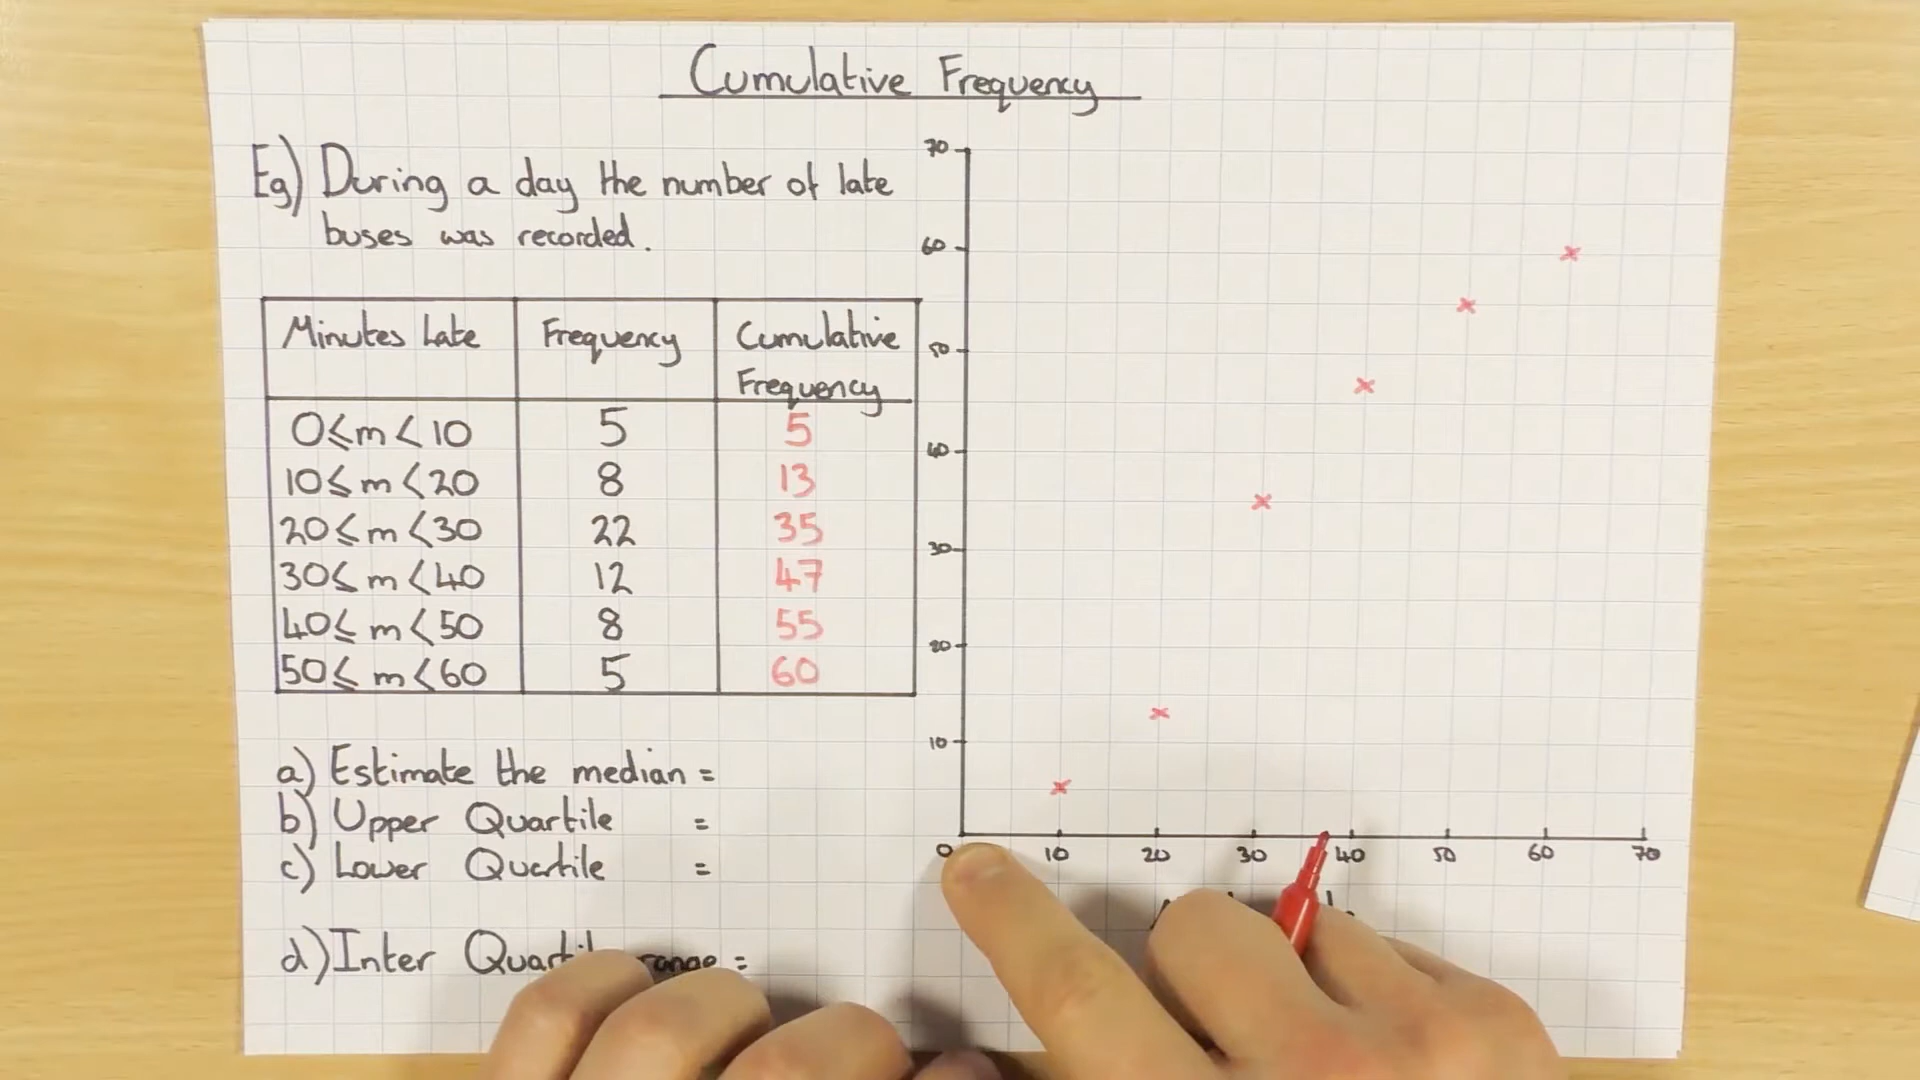 Cumulative Frequency
Eg) During a day the number of late
buses was recorded.
Minutes Late Frequency Cumulative
Frequency
0≤m<10 5 5
10≤m<20 8 13
20≤m<30 22 35
30≤m<40 12 47
40≤m<50 8 55
50≤m<60 5 60
a) Estimate the median =
b) Upper Quartile =
c) Lower Quartile =
d) Inter range =
70
60
50
40
30
20
10
0 10 20 30 40 50 60 70